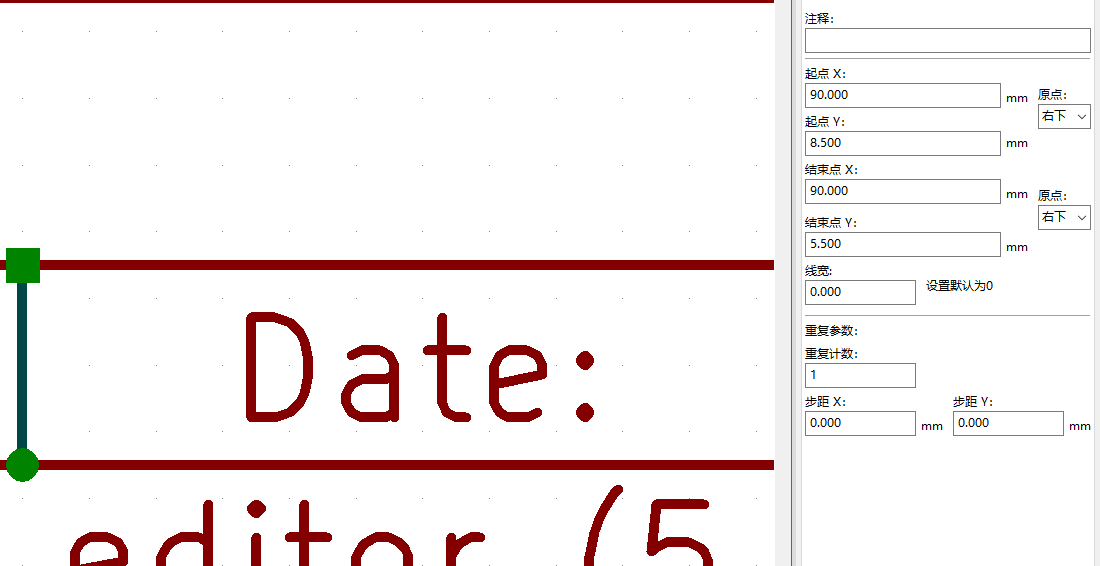 Date:
editor (5
注释:
起点 X:
90.000
mm
原点:
右下
起点 Y:
8.500
mm
结束点 X:
90.000
mm
原点:
右下
结束点 Y:
5.500
mm
线宽:
0.000
设置默认为0
重复参数:
重复计数:
1
步距 X:
步距 Y:
0.000
mm
0.000
mm